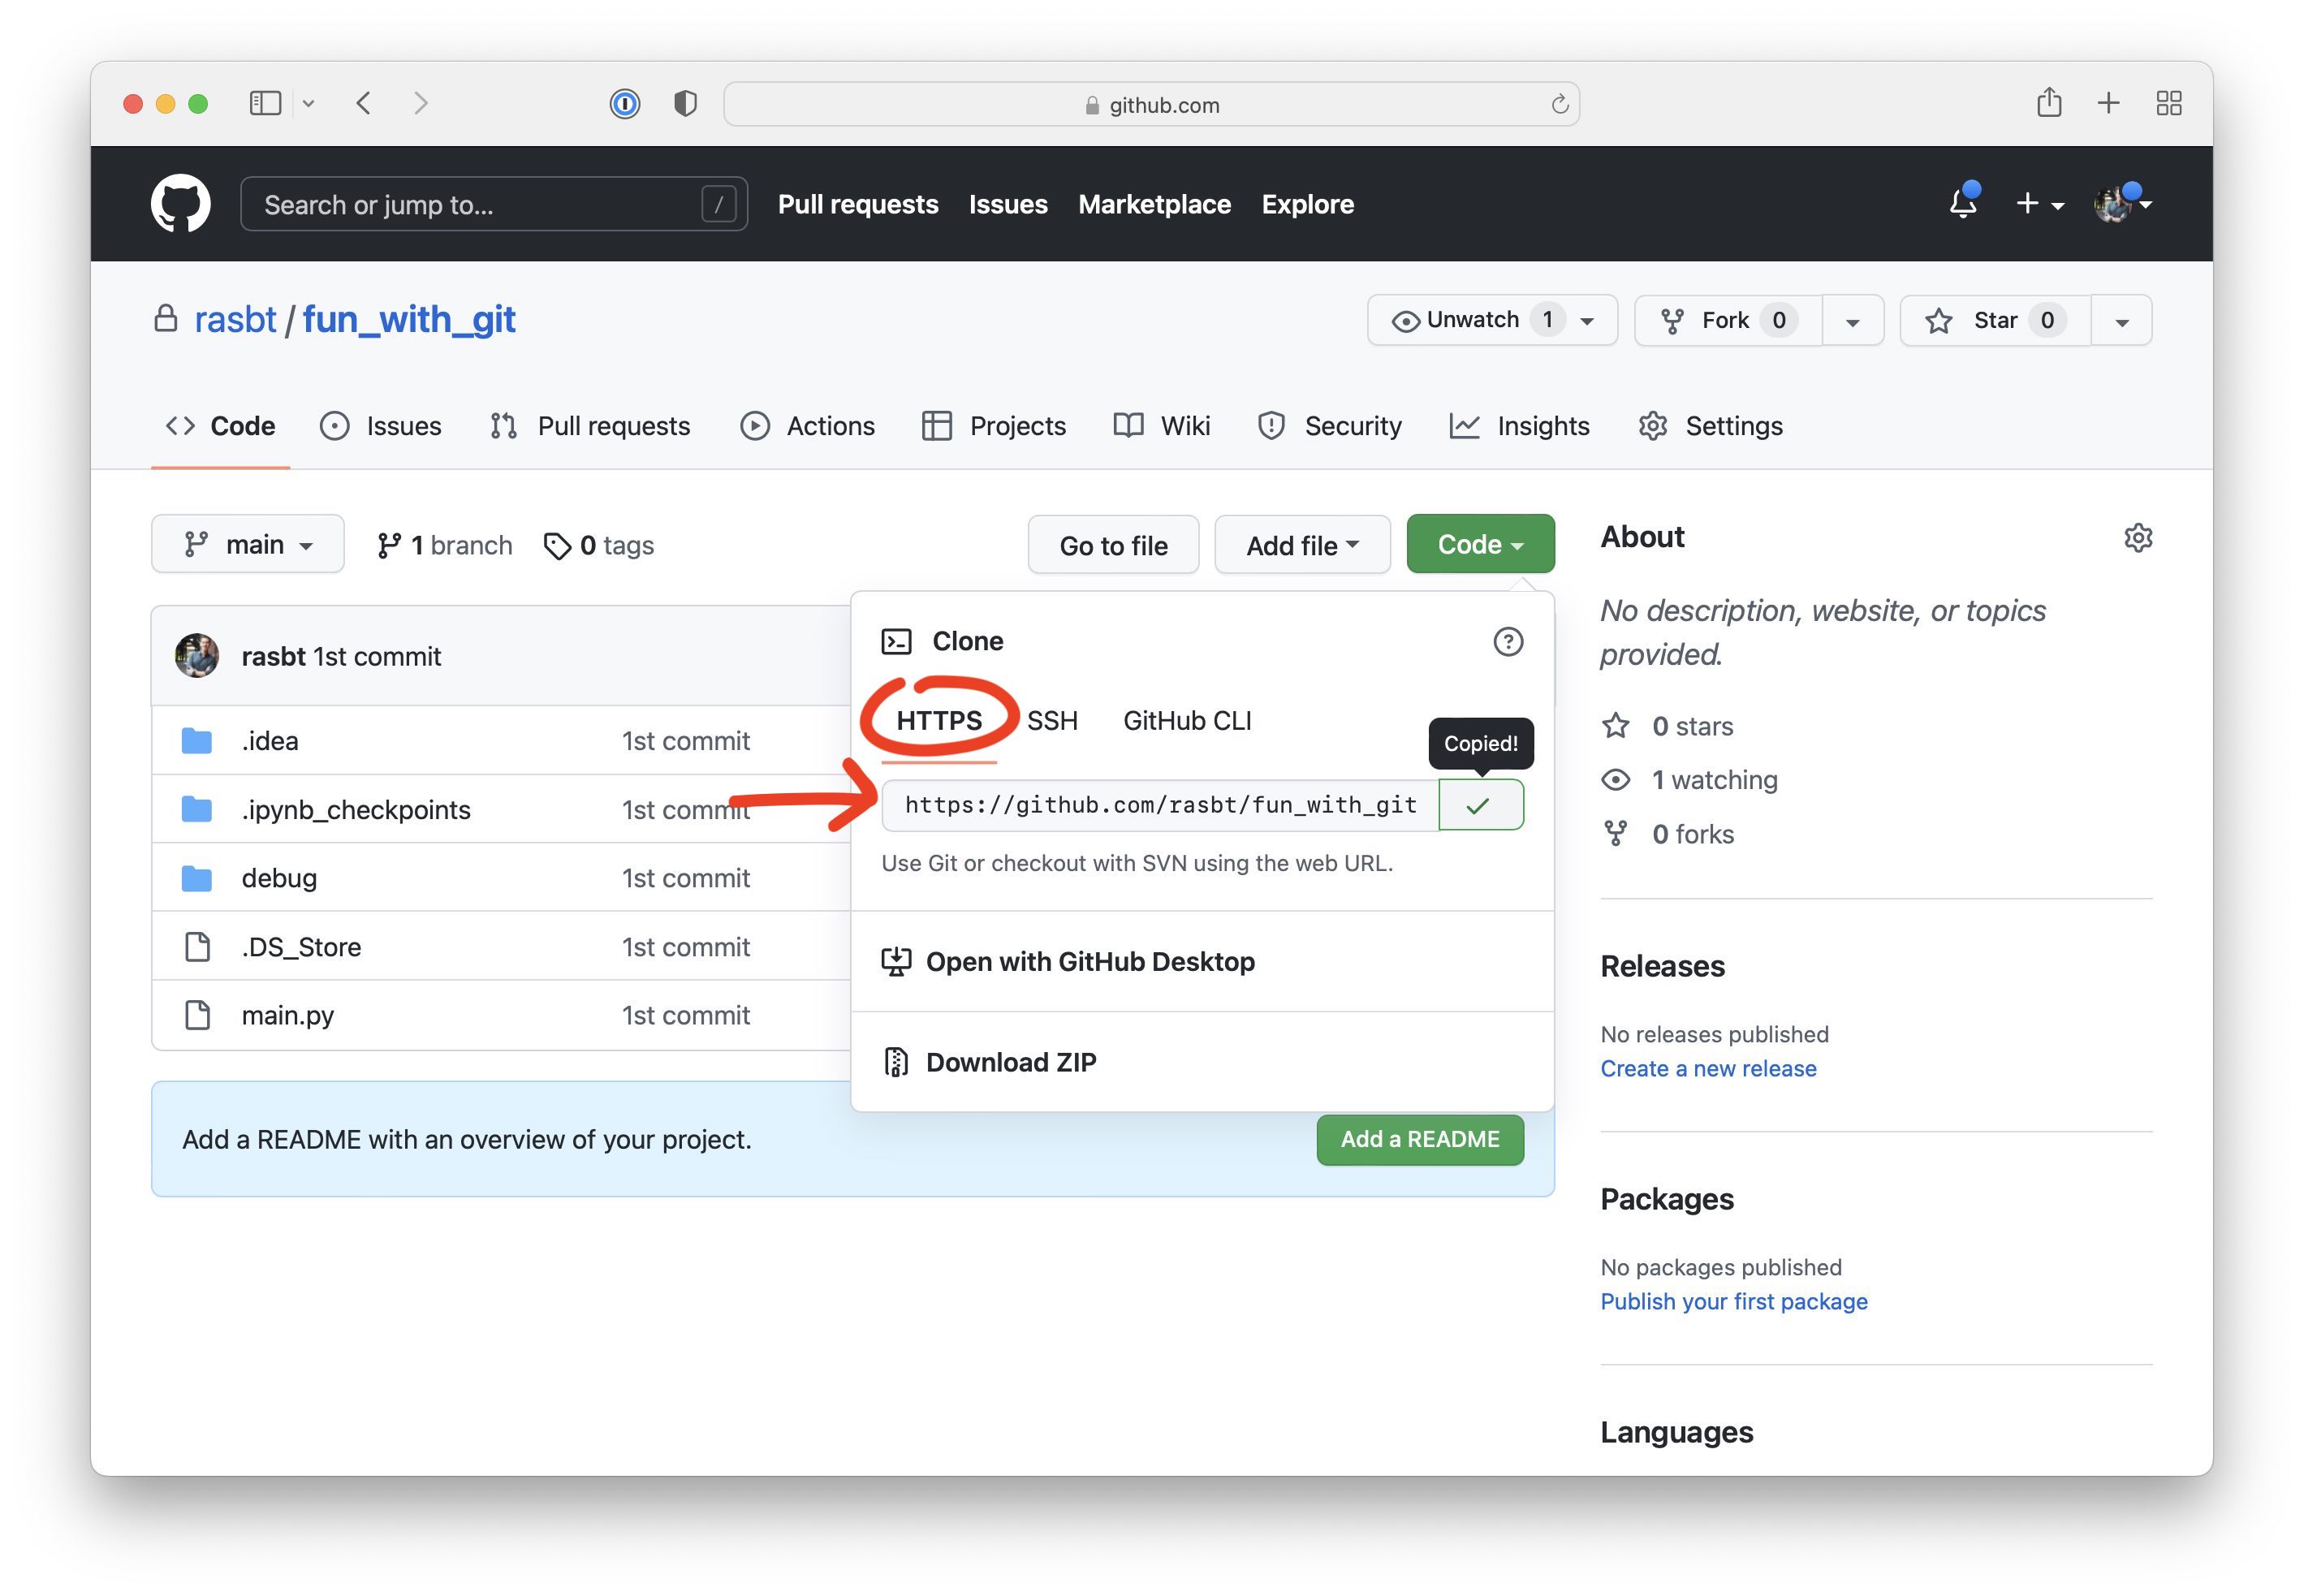 github.com
Search or jump to... /
Pull requests Issues Marketplace Explore
rasbt / fun_with_git
Unwatch 1 Fork 0 Star 0
Code Issues Pull requests Actions Projects Wiki Security Insights Settings
main 1 branch 0 tags Go to file Add file Code
rasbt 1st commit
.idea 1st commit
.ipynb_checkpoints 1st commit
debug 1st commit
.DS_Store 1st commit
main.py 1st commit
Clone
HTTPS SSH GitHub CLI
Copied!
https://github.com/rasbt/fun_with_git
Use Git or checkout with SVN using the web URL.
Open with GitHub Desktop
Download ZIP
Add a README with an overview of your project. Add a README
About
No description, website, or topics
provided.
0 stars
1 watching
0 forks
Releases
No releases published
Create a new release
Packages
No packages published
Publish your first package
Languages